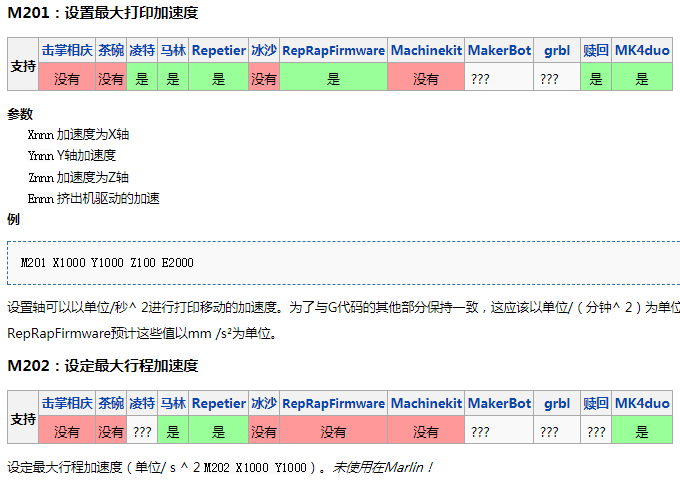 M201：设置最大打印加速度
支持 击掌相庆 茶碗 凌特 马林 Repetier 冰沙 RepRapFirmware Machinekit MakerBot grbl 赎回 MK4duo
没有 没有 是 是 是 没有 是 没有 ??? ??? 是 是
参数
Xnnn 加速度为X轴
Ynnn Y轴加速度
Znnn 加速度为Z轴
Ennn 挤出机驱动的加速
例
M201 X1000 Y1000 Z100 E2000
设置轴可以以单位/秒^ 2进行打印移动的加速度。为了与G代码的其他部分保持一致，这应该以单位/（分钟^ 2）为单位
RepRapFirmware预计这些值以mm /s²为单位。
M202：设定最大行程加速度
支持 击掌相庆 茶碗 凌特 马林 Repetier 冰沙 RepRapFirmware Machinekit MakerBot grbl 赎回 MK4duo
没有 没有 ??? 是 是 没有 没有 没有 ??? ??? ??? 是
设定最大行程加速度（单位/ s ^ 2 M202 X1000 Y1000）。未使用在Marlin！